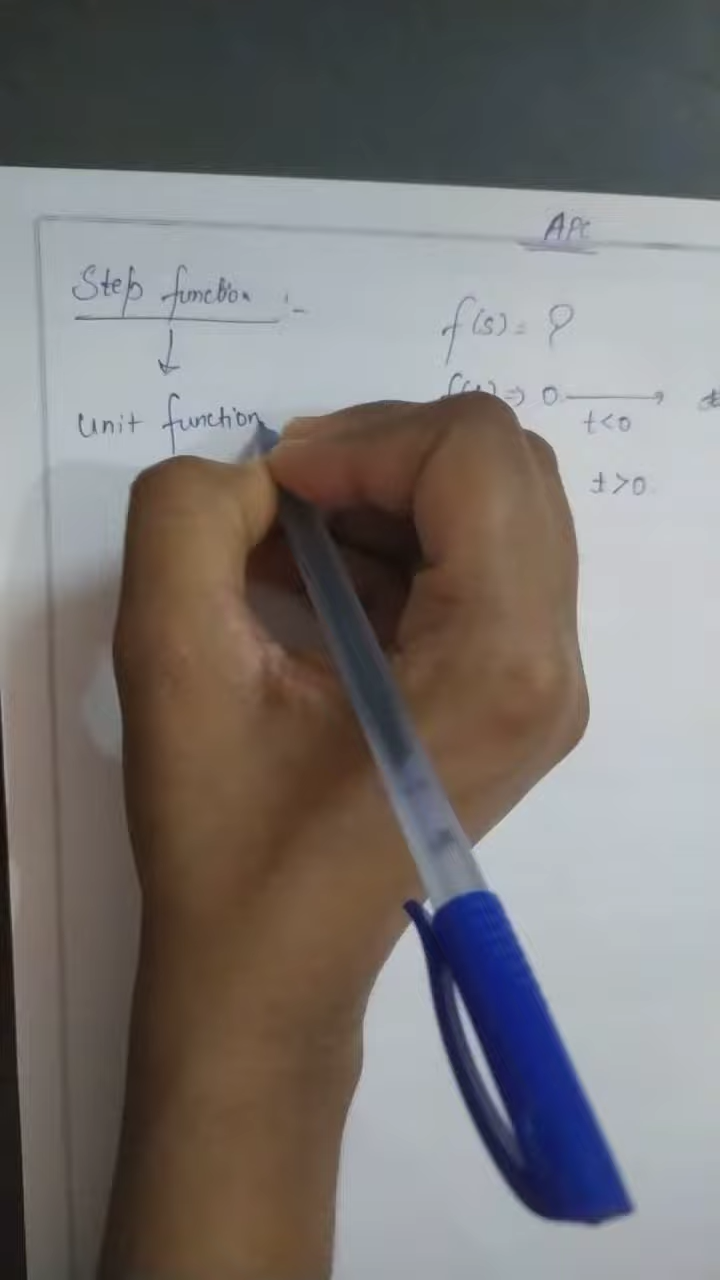 APC
Step function :-
↓
unit function
f(s) = ?
f(t) ⇒ 0 ⟶
t<0
t>0